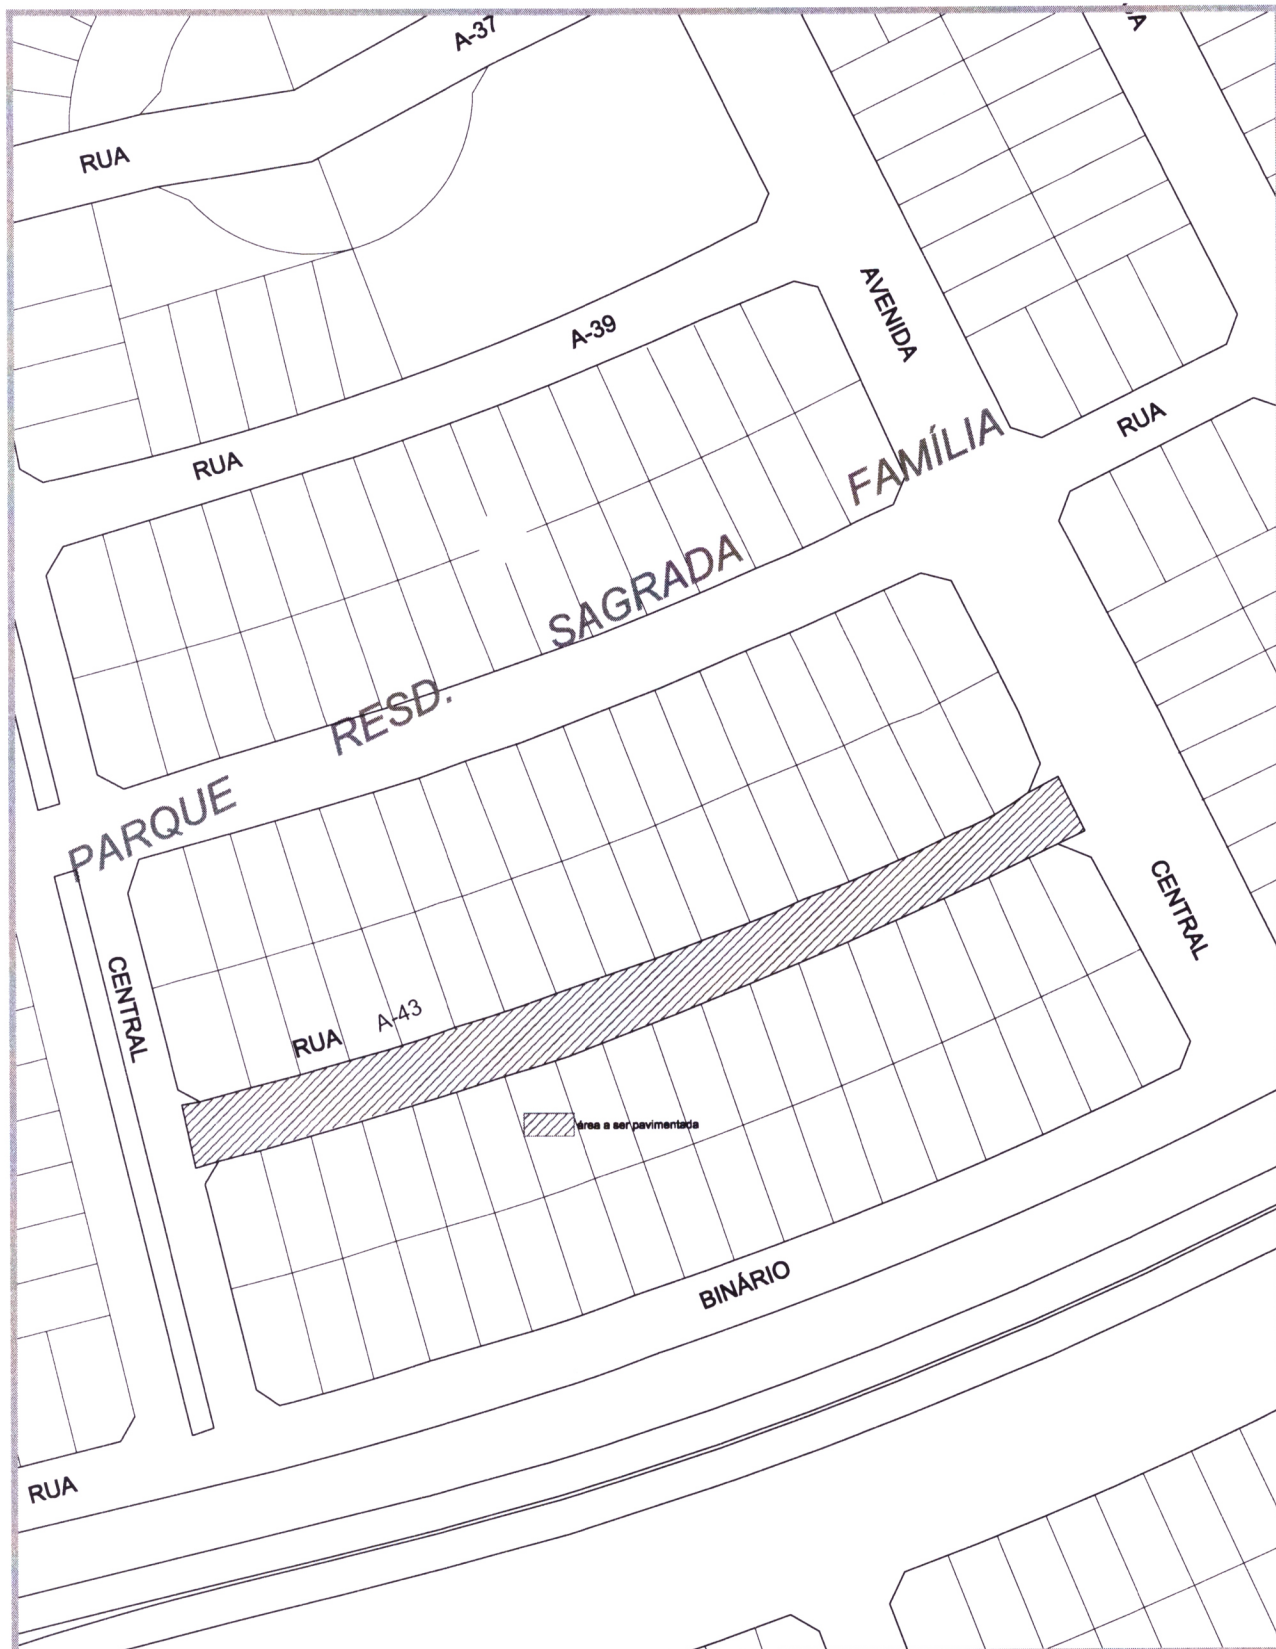 A-37
RUA
AVENIDA
A-39
RUA
RUA
PARQUE RESD. SAGRADA FAMÍLIA
CENTRAL
CENTRAL
RUA A-43
área a ser pavimentada
BINÁRIO
RUA